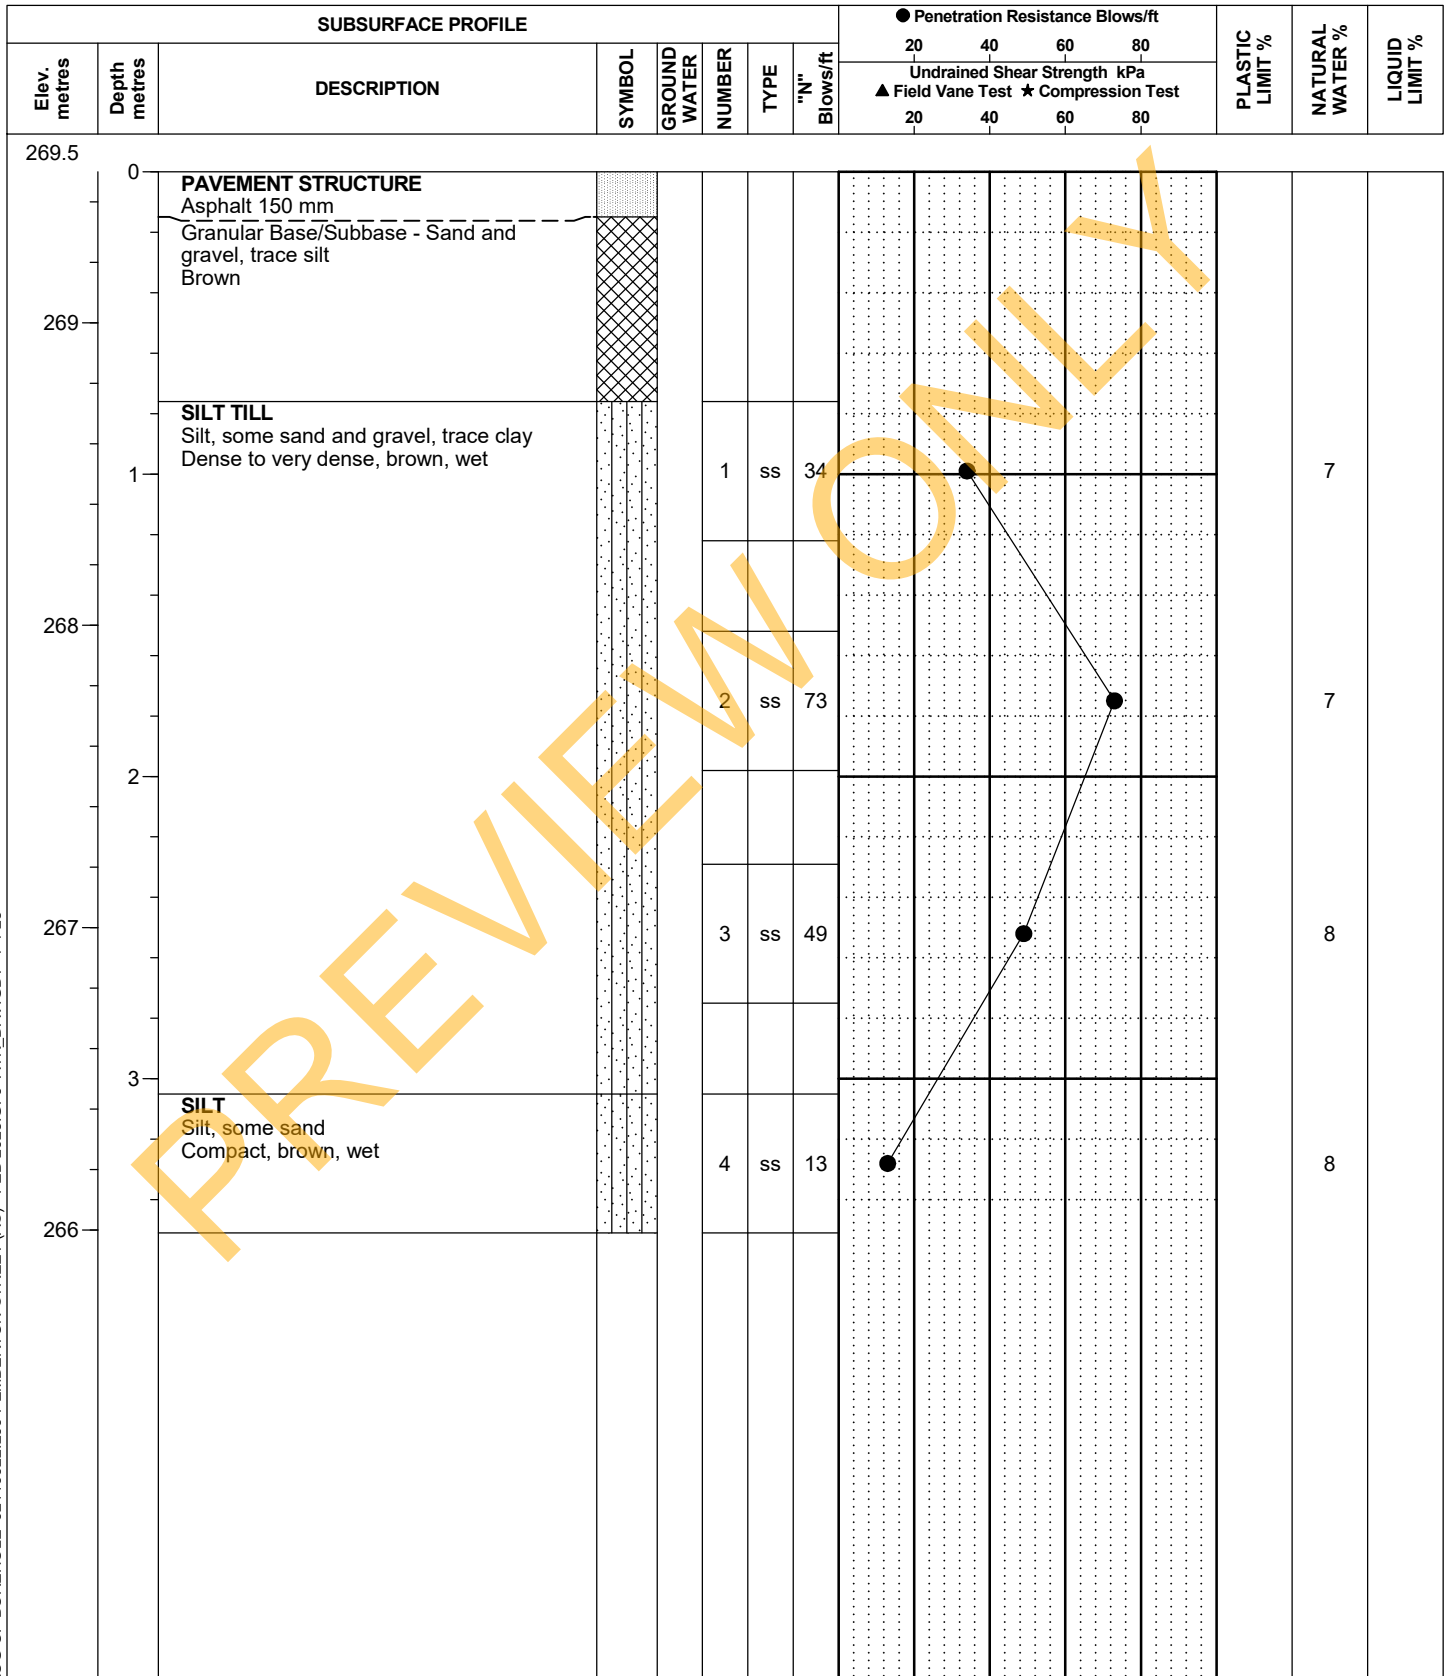 SUBSURFACE PROFILE
● Penetration Resistance Blows/ft
20 40 60 80
Undrained Shear Strength kPa
▲ Field Vane Test ★ Compression Test
20 40 60 80
Elev. metres
Depth metres
DESCRIPTION
SYMBOL
GROUND WATER
NUMBER
TYPE
"N" Blows/ft
PLASTIC LIMIT %
NATURAL WATER %
LIQUID LIMIT %
269.5
0
PAVEMENT STRUCTURE
Asphalt 150 mm
Granular Base/Subbase - Sand and
gravel, trace silt
Brown
269
SILT TILL
Silt, some sand and gravel, trace clay
Dense to very dense, brown, wet
1
1 ss 34 7
268
2 ss 73 7
2
267
3 ss 49 8
3
SILT
Silt, some sand
Compact, brown, wet
4 ss 13 8
266
PREVIEW ONLY